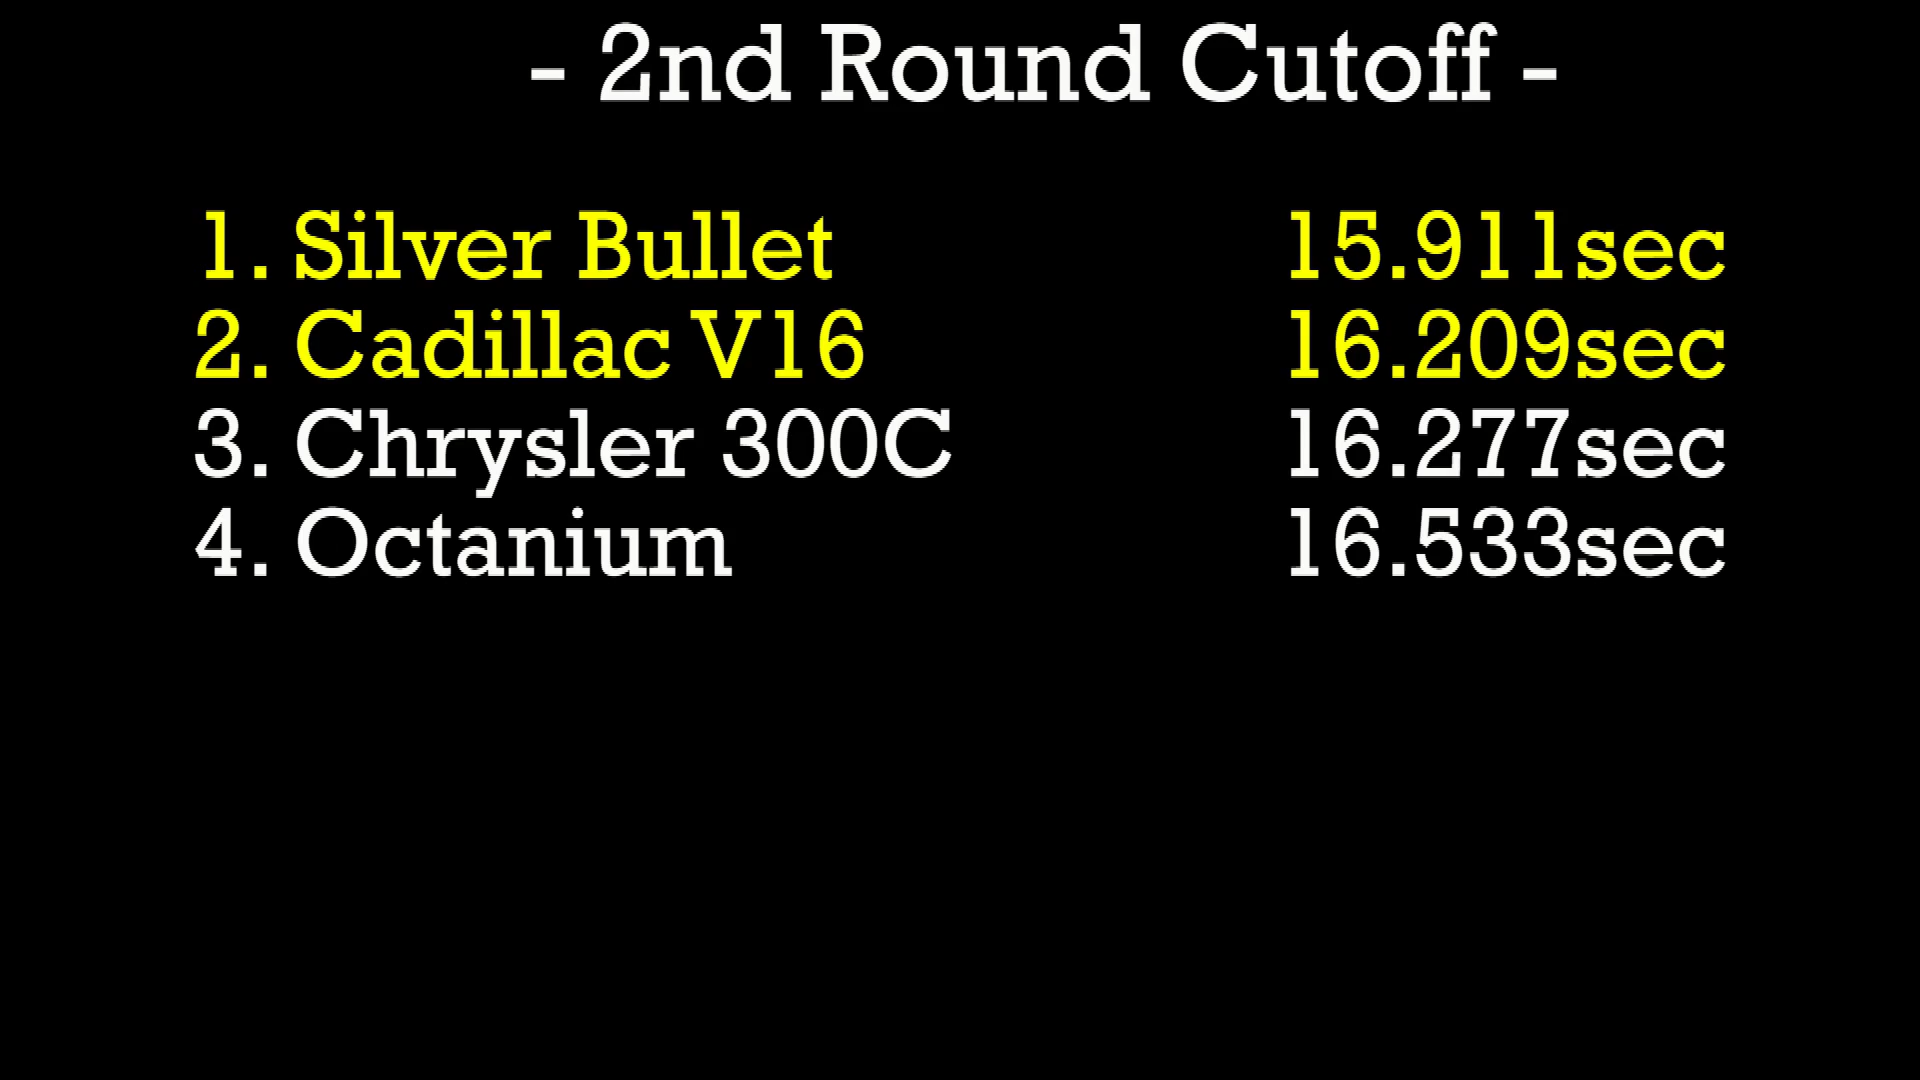 - 2nd Round Cutoff -
1. Silver Bullet 15.911sec
2. Cadillac V16 16.209sec
3. Chrysler 300C 16.277sec
4. Octanium 16.533sec